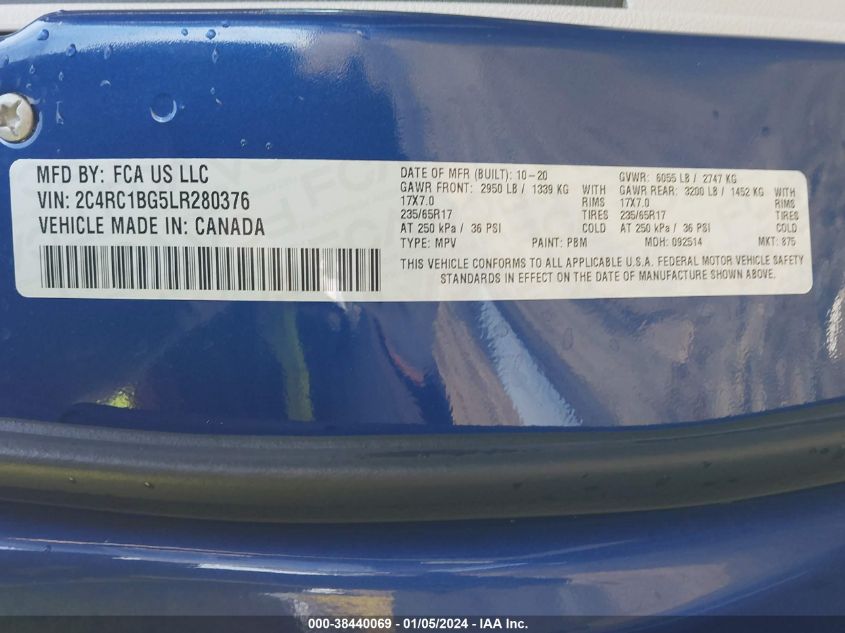 MFD BY: FCA US LLC
VIN: 2C4RC1BG5LR280376
VEHICLE MADE IN: CANADA
DATE OF MFR (BUILT): 10-20 GVWR: 6055 LB / 2747 KG
GAWR FRONT: 2950 LB / 1339 KG GAWR REAR: 3200 LB / 1452 KG
17X7.0 RIMS 17X7.0 RIMS
235/65R17 TIRES 235/65R17 TIRES
AT 250 kPa / 36 PSI COLD AT 250 kPa / 36 PSI COLD
TYPE: MPV PAINT: PBM MDH: 092514 MKT: 875
THIS VEHICLE CONFORMS TO ALL APPLICABLE U.S.A. FEDERAL MOTOR VEHICLE SAFETY
STANDARDS IN EFFECT ON THE DATE OF MANUFACTURE SHOWN ABOVE.
000-38440069 - 01/05/2024 - IAA Inc.